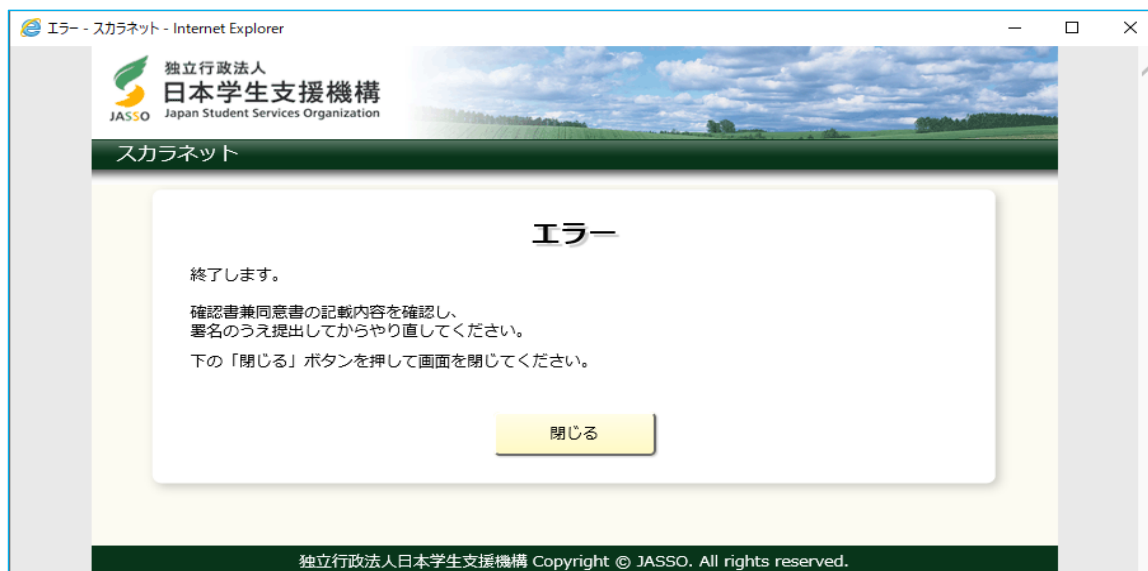 エラー - スカラネット - Internet Explorer
独立行政法人
日本学生支援機構
JASSO Japan Student Services Organization
スカラネット
エラー
終了します。
確認書兼同意書の記載内容を確認し、
署名のうえ提出してからやり直してください。
下の「閉じる」ボタンを押して画面を閉じてください。
閉じる
独立行政法人日本学生支援機構 Copyright © JASSO. All rights reserved.